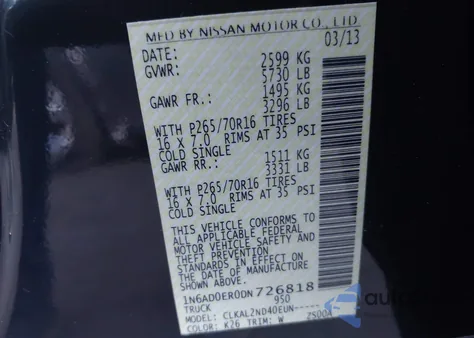 MFD BY NISSAN MOTOR CO., LTD.
DATE: 03/13
GVWR: 2599 KG
5730 LB
GAWR FR.: 1495 KG
3296 LB
WITH P265/70R16 TIRES
16 X 7.0 RIMS AT 35 PSI
COLD SINGLE
GAWR RR.: 1511 KG
3331 LB
WITH P265/70R16 TIRES
16 X 7.0 RIMS AT 35 PSI
COLD SINGLE
THIS VEHICLE CONFORMS TO
ALL APPLICABLE FEDERAL
MOTOR VEHICLE SAFETY AND
THEFT PREVENTION
STANDARDS IN EFFECT ON
THE DATE OF MANUFACTURE
SHOWN ABOVE.
1N6AD0ER0DN726818
TRUCK 950
MODEL: CLKAL2ND40EUN-----
COLOR: K26 TRIM: W